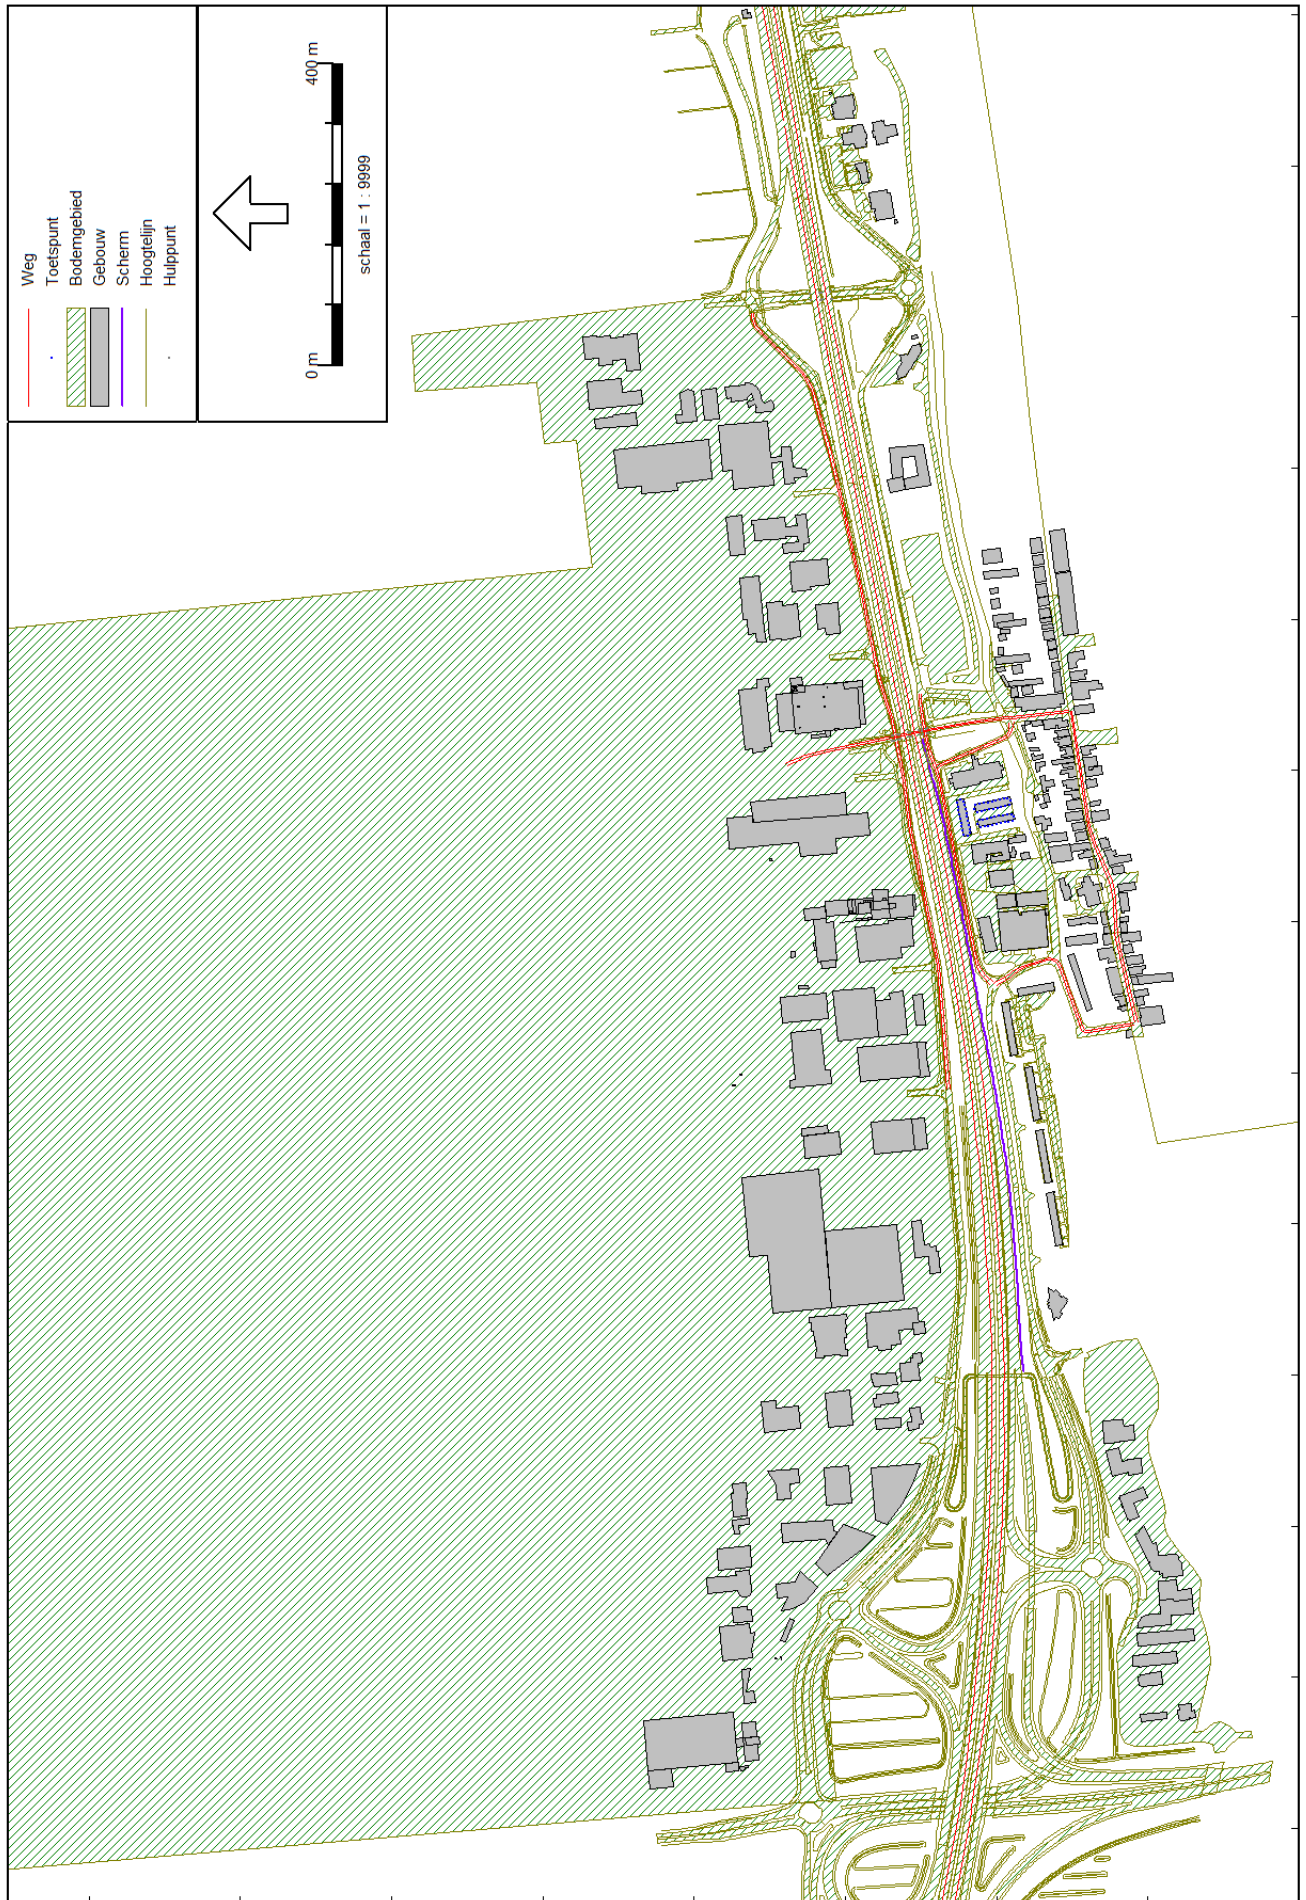 Weg
Toetspunt
Bodemgebied
Gebouw
Scherm
Hoogtelijn
Hulppunt
0 m
400 m
schaal = 1 : 9999